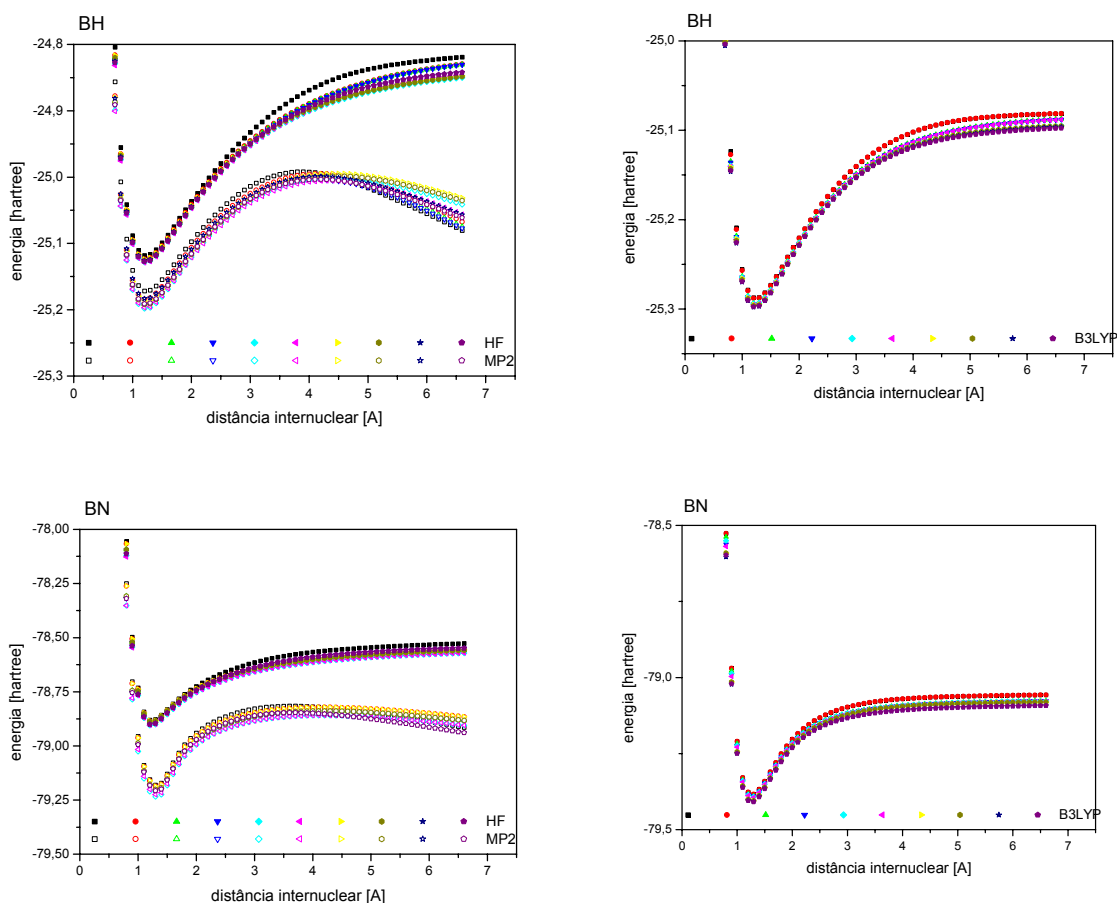 BH
-24,8
-24,9
-25,0
-25,1
-25,2
-25,3
energia [hartree]
0 1 2 3 4 5 6 7
distância internuclear [A]
HF
MP2
BH
-25,0
-25,1
-25,2
-25,3
energia [hartree]
0 1 2 3 4 5 6 7
distância internuclear [A]
B3LYP
BN
-78,00
-78,25
-78,50
-78,75
-79,00
-79,25
-79,50
energia [hartree]
0 1 2 3 4 5 6 7
distância internuclear [A]
HF
MP2
BN
-78,5
-79,0
-79,5
energia [hartree]
0 1 2 3 4 5 6 7
distância internuclear [A]
B3LYP